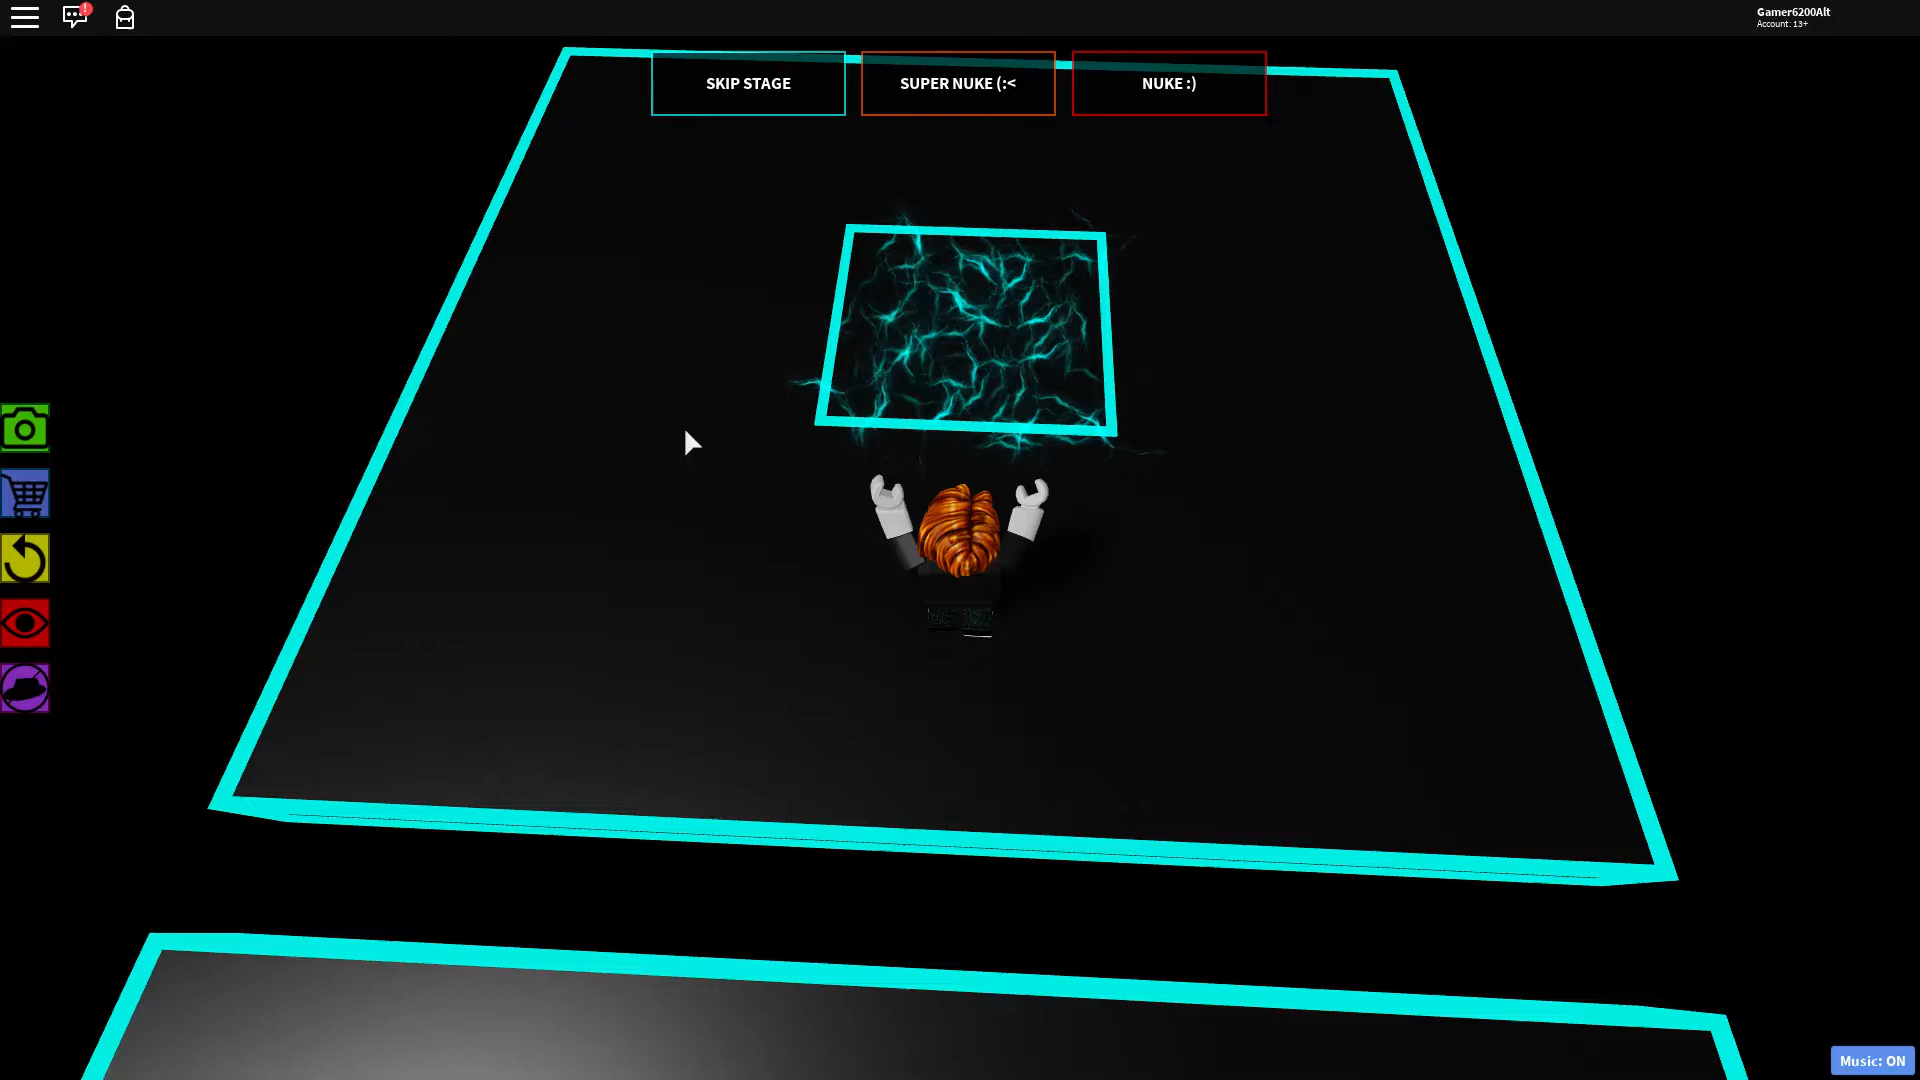 Gamer6200Alt
Account: 13+
SKIP STAGE
SUPER NUKE (:<
NUKE :)
Music: ON